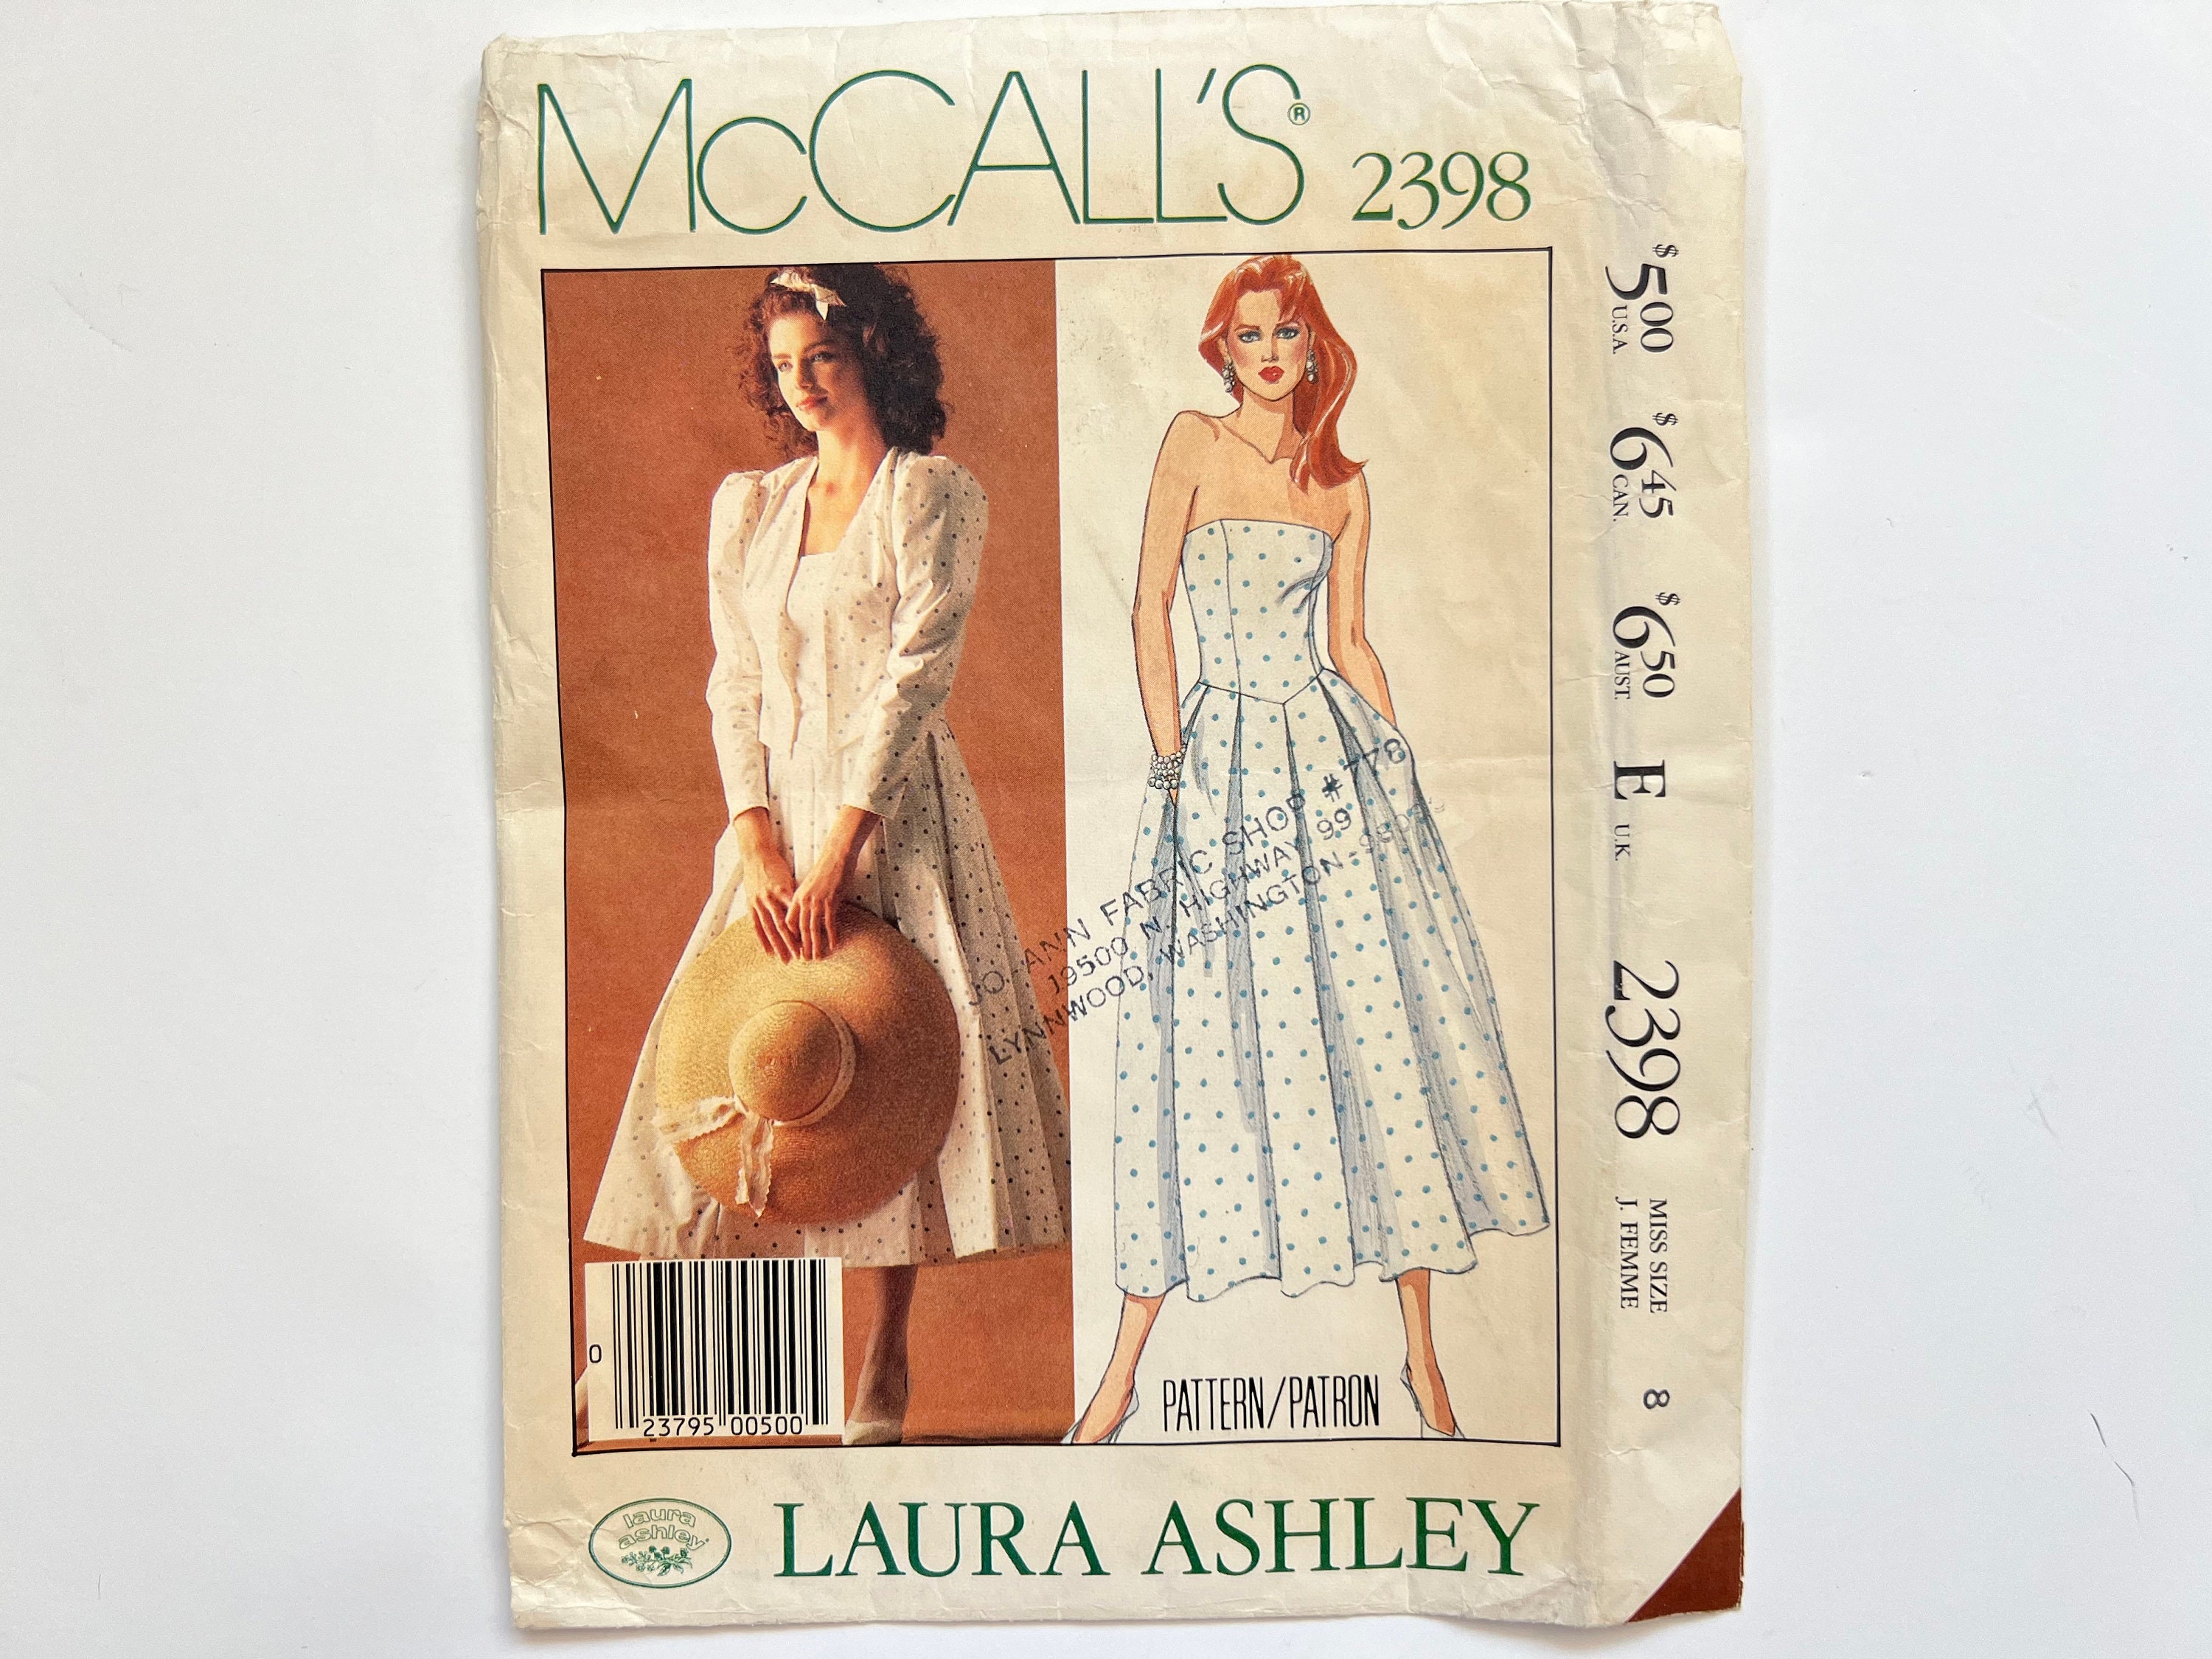 McCALL'S® 2398
JO-ANN FABRIC SHOP # 778
19500 N. HIGHWAY 99
LYNNWOOD, WASHINGTON
PATTERN/PATRON
0 23795 00500
laura
ashley
LAURA ASHLEY
$5.00
U.S.A.
$6.45
CAN.
$6.50
AUST.
E
U.K.
2398
MISS SIZE
J. FEMME
8